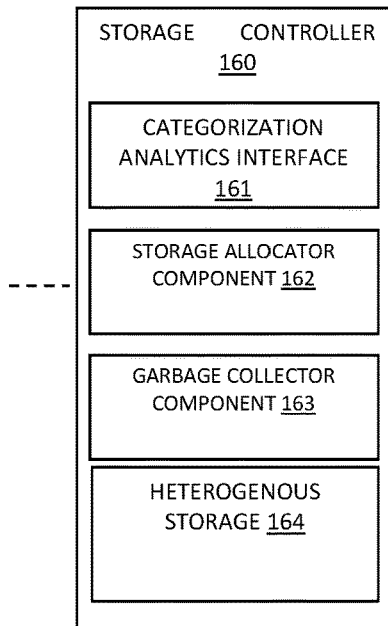 STORAGE CONTROLLER
160
CATEGORIZATION
ANALYTICS INTERFACE
161
STORAGE ALLOCATOR
COMPONENT 162
GARBAGE COLLECTOR
COMPONENT 163
HETEROGENOUS
STORAGE 164